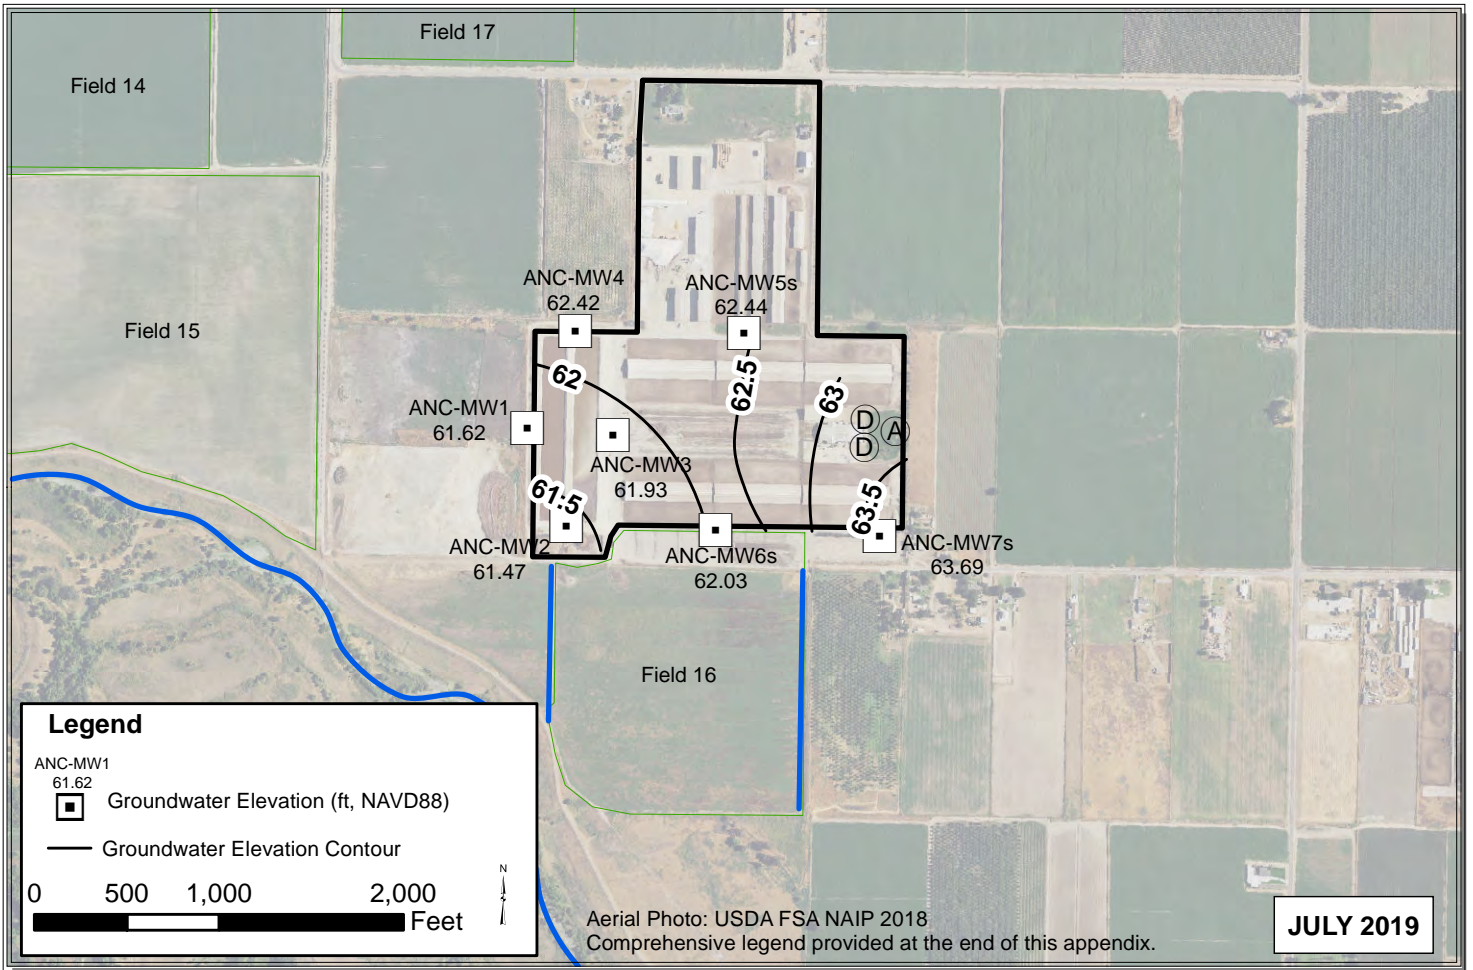 Field 17
Field 14
ANC-MW4
62.42
ANC-MW5s
62.44
Field 15
62
62.5
63
ANC-MW1
61.62
D
A
D
ANC-MW3
61.93
61.5
63.5
ANC-MW2
61.47
ANC-MW6s
62.03
ANC-MW7s
63.69
Field 16
Legend
ANC-MW1
61.62
Groundwater Elevation (ft, NAVD88)
Groundwater Elevation Contour
N
0 500 1,000 2,000
Feet
Aerial Photo: USDA FSA NAIP 2018
Comprehensive legend provided at the end of this appendix.
JULY 2019